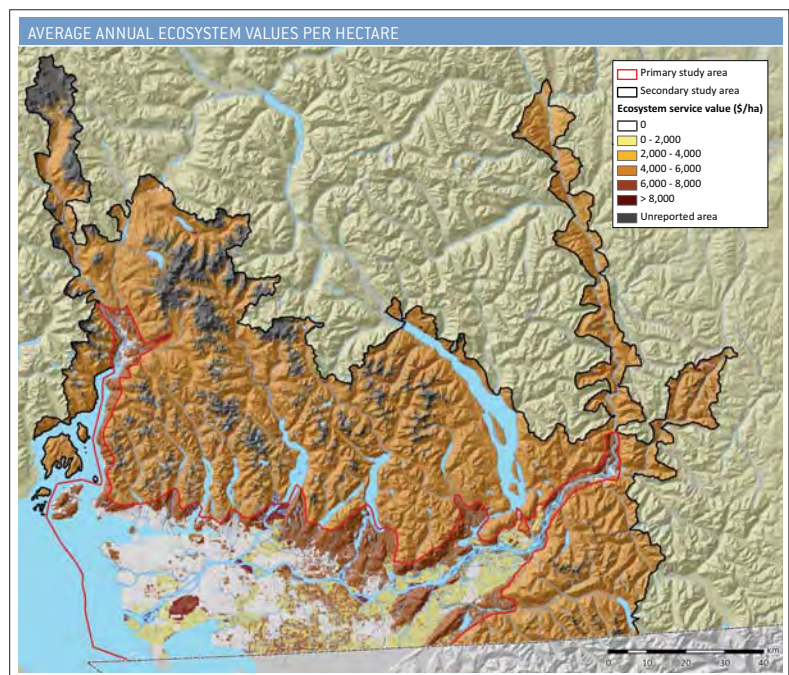 AVERAGE ANNUAL ECOSYSTEM VALUES PER HECTARE
Primary study area
Secondary study area
Ecosystem service value ($/ha)
0
0 - 2,000
2,000 - 4,000
4,000 - 6,000
6,000 - 8,000
> 8,000
Unreported area
km
0 5 10 20 30 40